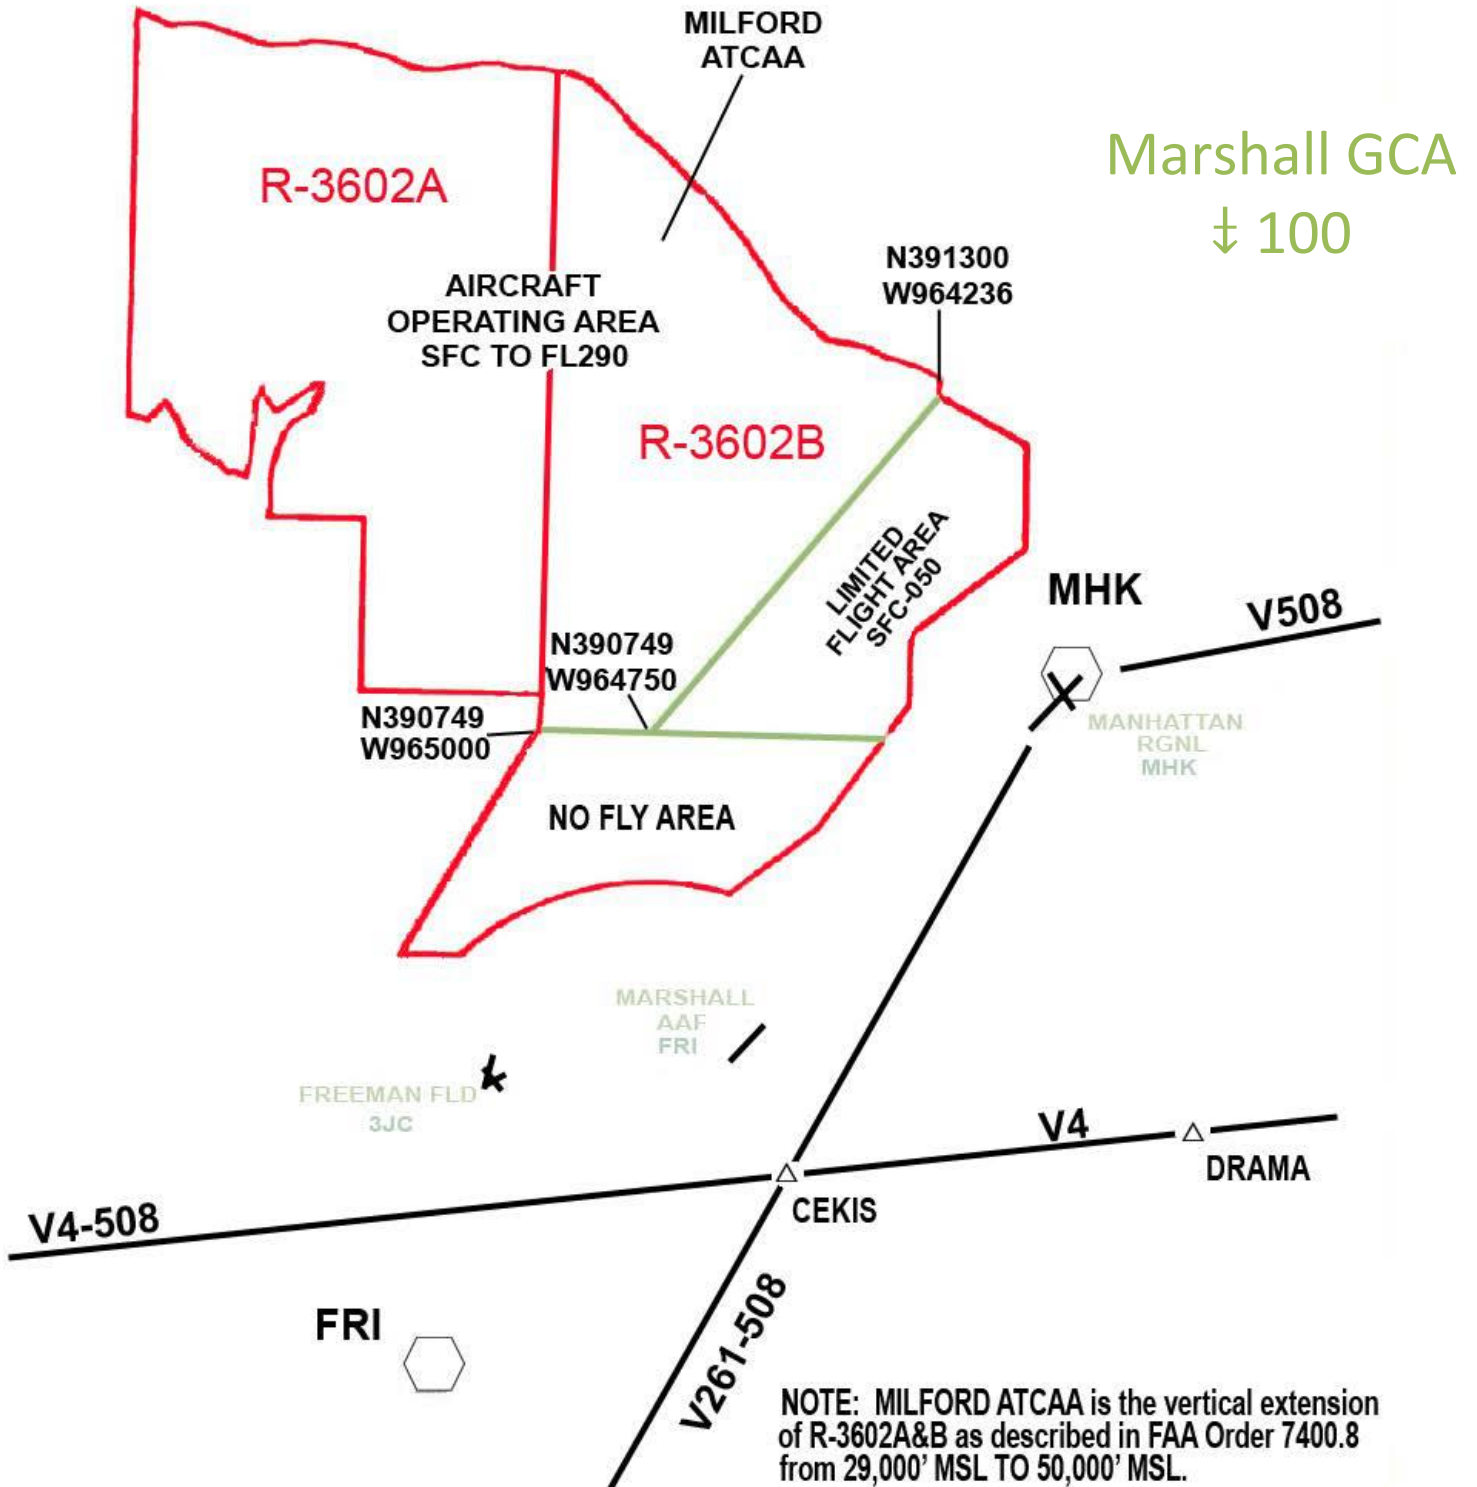 MILFORD
ATCAA
Marshall GCA
↓ 100
R-3602A
N391300
W964236
AIRCRAFT
OPERATING AREA
SFC TO FL290
R-3602B
LIMITED
FLIGHT AREA
SFC-050
MHK
V508
N390749
W964750
N390749
W965000
MANHATTAN
RGNL
MHK
NO FLY AREA
MARSHALL
AAF
FRI
FREEMAN FLD
3JC
V4
DRAMA
CEKIS
V4-508
FRI
V261-508
NOTE: MILFORD ATCAA is the vertical extension
of R-3602A&B as described in FAA Order 7400.8
from 29,000' MSL TO 50,000' MSL.